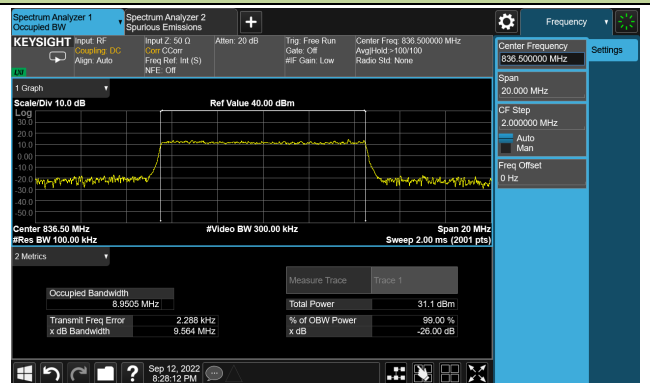 Spectrum Analyzer 1
Occupied BW
Spectrum Analyzer 2
Spurious Emissions
+
Frequency
KEYSIGHT
Input: RF
Coupling: DC
Align: Auto
Input Z: 50 Ω
Corr CCorr
Freq Ref: Int (S)
NFE: Off
Atten: 20 dB
Trig: Free Run
Gate: Off
#IF Gain: Low
Center Freq: 836.500000 MHz
Avg|Hold:>100/100
Radio Std: None
Center Frequency
836.500000 MHz
Settings
Span
20.000 MHz
CF Step
2.000000 MHz
Auto
Man
Freq Offset
0 Hz
1 Graph
Scale/Div 10.0 dB
Ref Value 40.00 dBm
Log
30.0
20.0
10.0
0.00
-10.0
-20.0
-30.0
-40.0
-50.0
Center 836.50 MHz
#Video BW 300.00 kHz
Span 20 MHz
#Res BW 100.00 kHz
Sweep 2.00 ms (2001 pts)
2 Metrics
Measure Trace
Trace 1
Occupied Bandwidth
8.9505 MHz
Total Power
31.1 dBm
Transmit Freq Error
2.288 kHz
% of OBW Power
99.00 %
x dB Bandwidth
9.564 MHz
x dB
-26.00 dB
?
Sep 12, 2022
8:28:12 PM